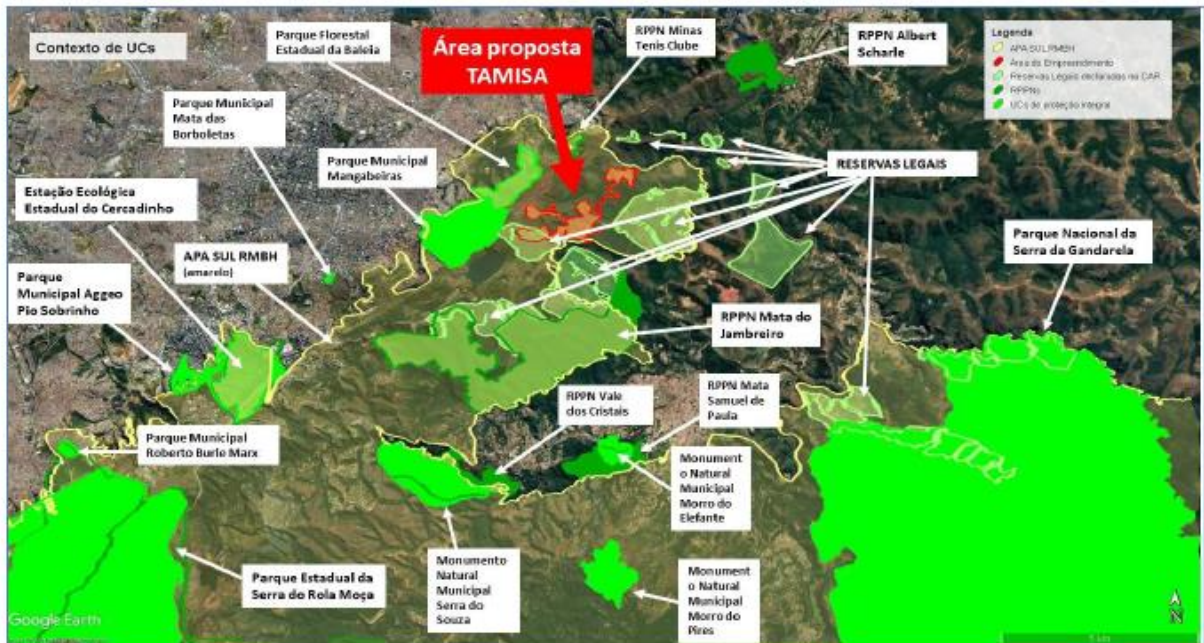 Contexto de UCs
Parque Florestal
Estadual da Baleia
Área proposta
TAMISA
RPPN Minas
Tenis Clube
RPPN Albert
Scharle
Legenda
APA SUL RMBH
Área do Empreendimento
Reservas Legais declaradas no CAR
RPPNs
UCs de proteção integral
Parque Municipal
Mata das
Borboletas
Parque Municipal
Mangabeiras
RESERVAS LEGAIS
Estação Ecológica
Estadual do Cercadinho
APA SUL RMBH
(amarelo)
Parque
Municipal Aggeo
Pio Sobrinho
Parque Nacional da
Serra da Gandarela
RPPN Mata do
Jambreiro
RPPN Vale
dos Cristais
RPPN Mata
Samuel de
Paula
Parque Municipal
Roberto Burle Marx
Monument
o Natural
Municipal
Morro do
Elefante
Parque Estadual da
Serra do Rola Moça
Monumento
Natural
Municipal
Serra do
Souza
Monument
o Natural
Municipal
Morro do
Pires
Google Earth
N
5 km